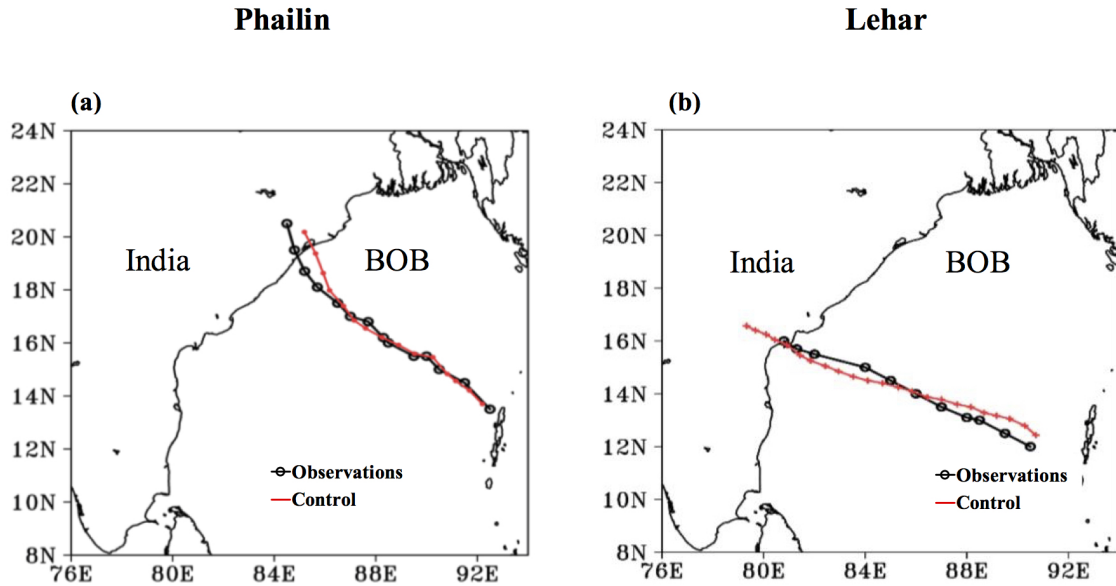 Phailin
Lehar
(a)
(b)
24N
22N
20N
18N
16N
14N
12N
10N
8N
76E
80E
84E
88E
92E
India
BOB
Observations
Control
24N
22N
20N
18N
16N
14N
12N
10N
8N
76E
80E
84E
88E
92E
India
BOB
Observations
Control